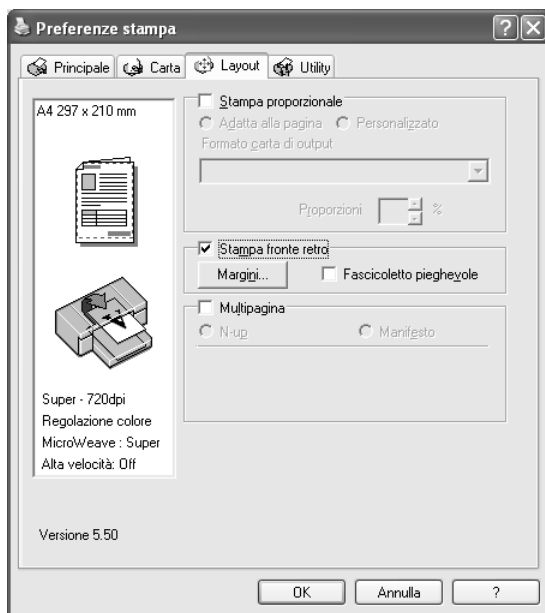 Preferenze stampa
Principale Carta Layout Utility
A4 297 x 210 mm
Stampa proporzionale
Adatta alla pagina Personalizzato
Formato carta di output
Proporzioni %
Stampa fronte retro
Margini... Fascicoletto pieghevole
Multipagina
N-up Manifesto
Super - 720dpi
Regolazione colore
MicroWeave : Super
Alta velocità: Off
Versione 5.50
OK Annulla ?